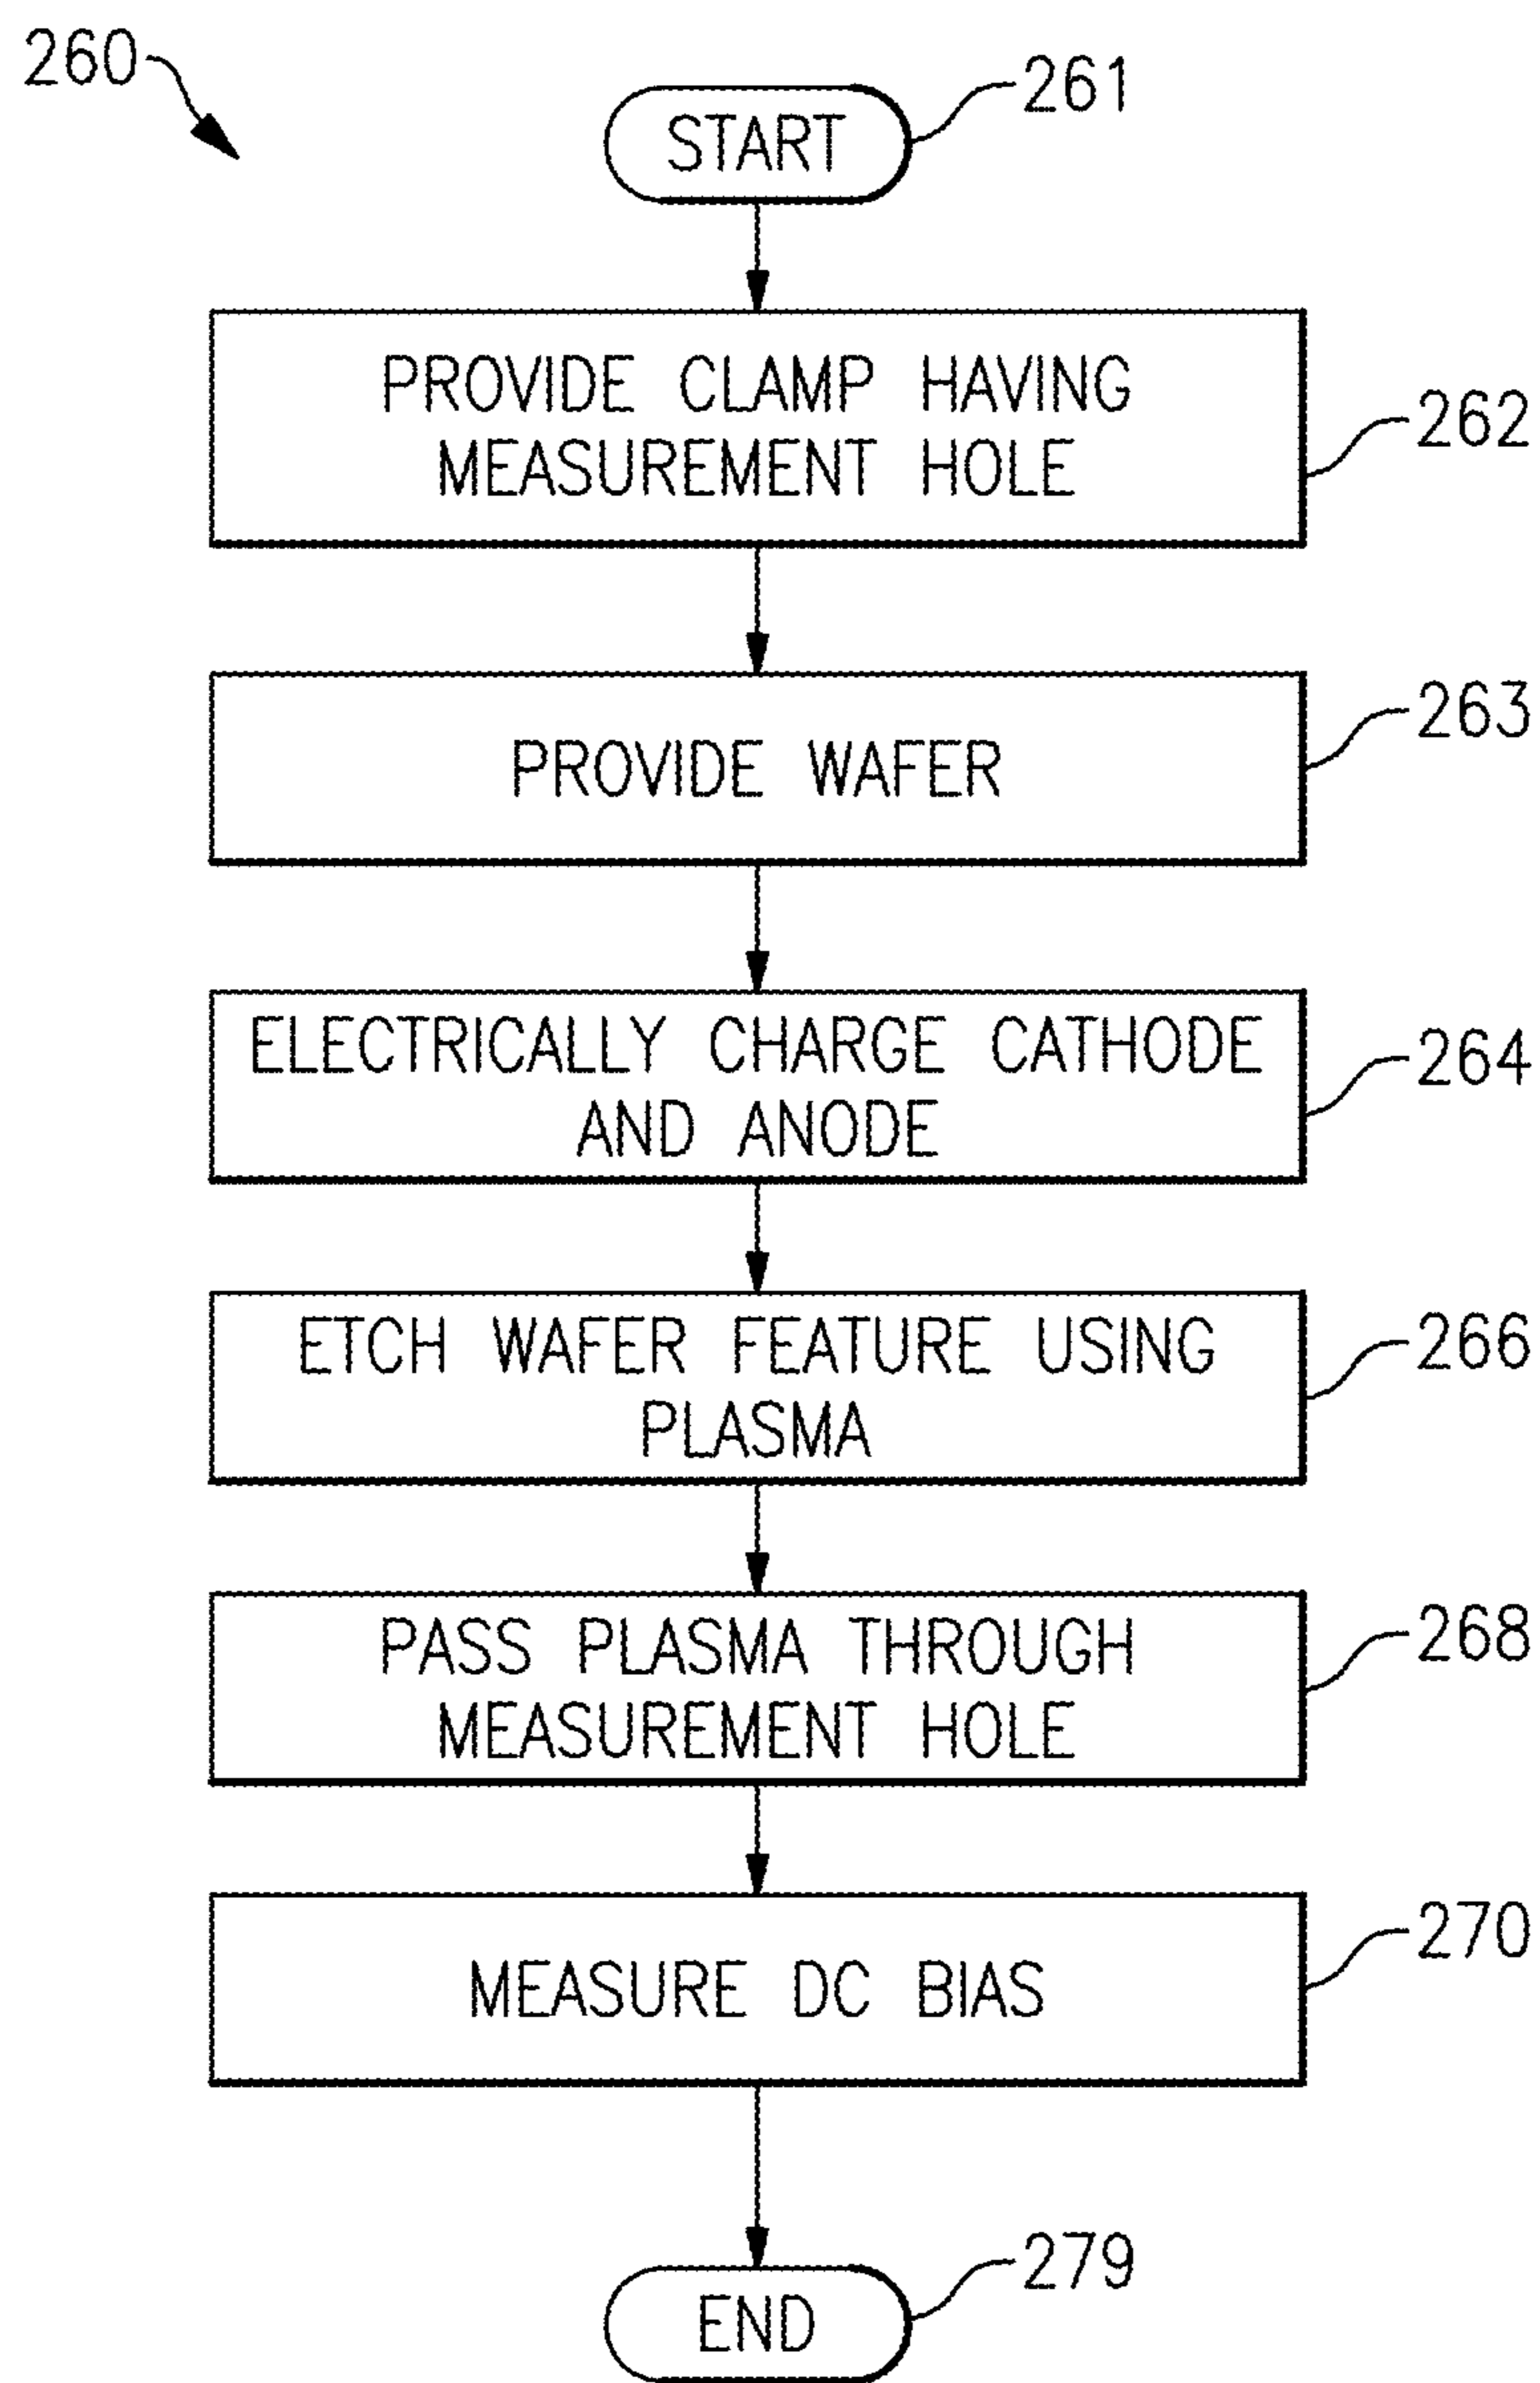 260
START
261
PROVIDE CLAMP HAVING
MEASUREMENT HOLE
262
PROVIDE WAFER
263
ELECTRICALLY CHARGE CATHODE
AND ANODE
264
ETCH WAFER FEATURE USING
PLASMA
266
PASS PLASMA THROUGH
MEASUREMENT HOLE
268
MEASURE DC BIAS
270
END
279